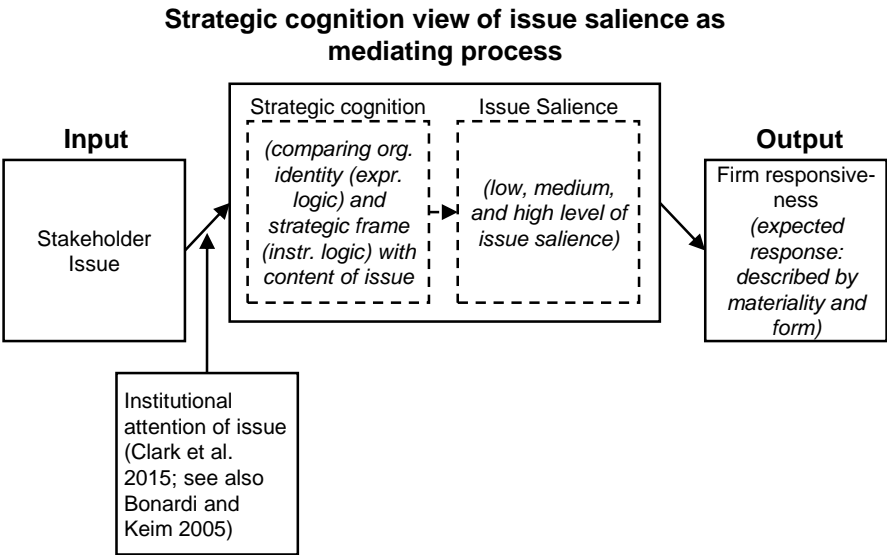 Strategic cognition view of issue salience as
mediating process
Input
Stakeholder
Issue
Strategic cognition
(comparing org.
identity (expr.
logic) and
strategic frame
(instr. logic) with
content of issue
Issue Salience
(low, medium,
and high level of
issue salience)
Output
Firm responsive-
ness
(expected
response:
described by
materiality and
form)
Institutional
attention of issue
(Clark et al.
2015; see also
Bonardi and
Keim 2005)